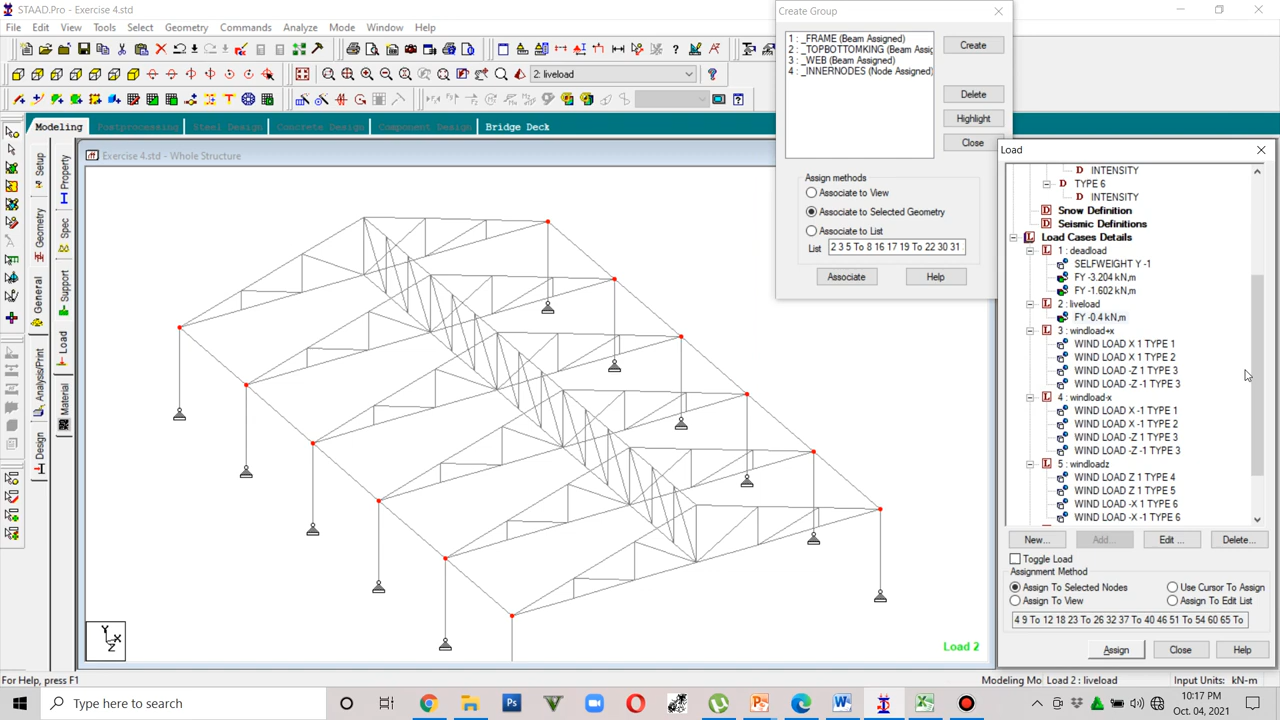 STAAD.Pro - Exercise 4.std
File Edit View Tools Select Geometry Commands Analyze Mode Window Help
2: liveload
Modeling Postprocessing Steel Design Concrete Design Component Design Bridge Deck
Exercise 4.std - Whole Structure
Setup
Geometry
General
Analysis/Print
Design
Property
Spec
Support
Load
Material
Y
X
Z
Load 2
Create Group
1 : _FRAME (Beam Assigned)
2 : _TOPBOTTOMKING (Beam Assig
3 : _WEB (Beam Assigned)
4 : _INNERNODES (Node Assigned)
Create
Delete
Highlight
Close
Assign methods
Associate to View
Associate to Selected Geometry
Associate to List
List 2 3 5 To 8 16 17 19 To 22 30 31
Associate Help
Load
INTENSITY
TYPE 6
INTENSITY
Snow Definition
Seismic Definitions
Load Cases Details
1 : deadload
SELFWEIGHT Y -1
FY -3.204 kN,m
FY -1.602 kN,m
2 : liveload
FY -0.4 kN,m
3 : windload+x
WIND LOAD X 1 TYPE 1
WIND LOAD X 1 TYPE 2
WIND LOAD -Z 1 TYPE 3
WIND LOAD -Z -1 TYPE 3
4 : windload-x
WIND LOAD X -1 TYPE 1
WIND LOAD X -1 TYPE 2
WIND LOAD -Z 1 TYPE 3
WIND LOAD -Z -1 TYPE 3
5 : windloadz
WIND LOAD Z 1 TYPE 4
WIND LOAD Z 1 TYPE 5
WIND LOAD -X 1 TYPE 6
WIND LOAD -X -1 TYPE 6
New... Add... Edit ... Delete...
Toggle Load
Assignment Method
Assign To Selected Nodes Use Cursor To Assign
Assign To View Assign To Edit List
4 9 To 12 18 23 To 26 32 37 To 40 46 51 To 54 60 65 To
Assign Close Help
For Help, press F1 Modeling Mo Load 2 : liveload Input Units: kN-m
Type here to search
10:17 PM
Oct. 04, 2021